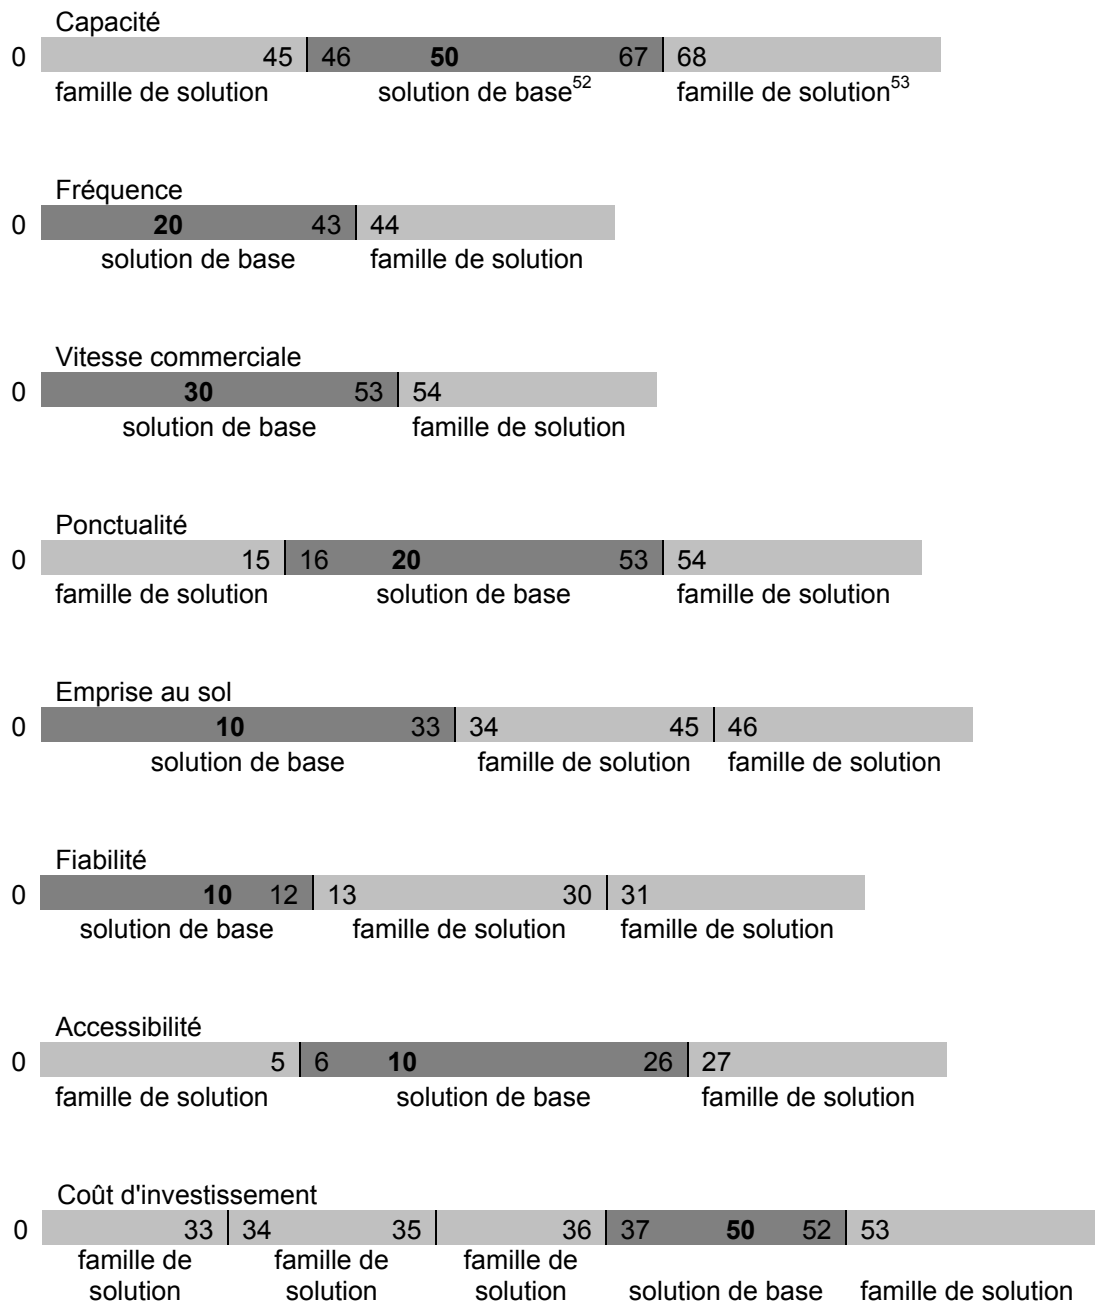 Capacité
0 45 46 50 67 68
famille de solution solution de base52 famille de solution53
Fréquence
0 20 43 44
solution de base famille de solution
Vitesse commerciale
0 30 53 54
solution de base famille de solution
Ponctualité
0 15 16 20 53 54
famille de solution solution de base famille de solution
Emprise au sol
0 10 33 34 45 46
solution de base famille de solution famille de solution
Fiabilité
0 10 12 13 30 31
solution de base famille de solution famille de solution
Accessibilité
0 5 6 10 26 27
famille de solution solution de base famille de solution
Coût d'investissement
0 33 34 35 36 37 50 52 53
famille de famille de famille de
solution solution solution solution de base famille de solution